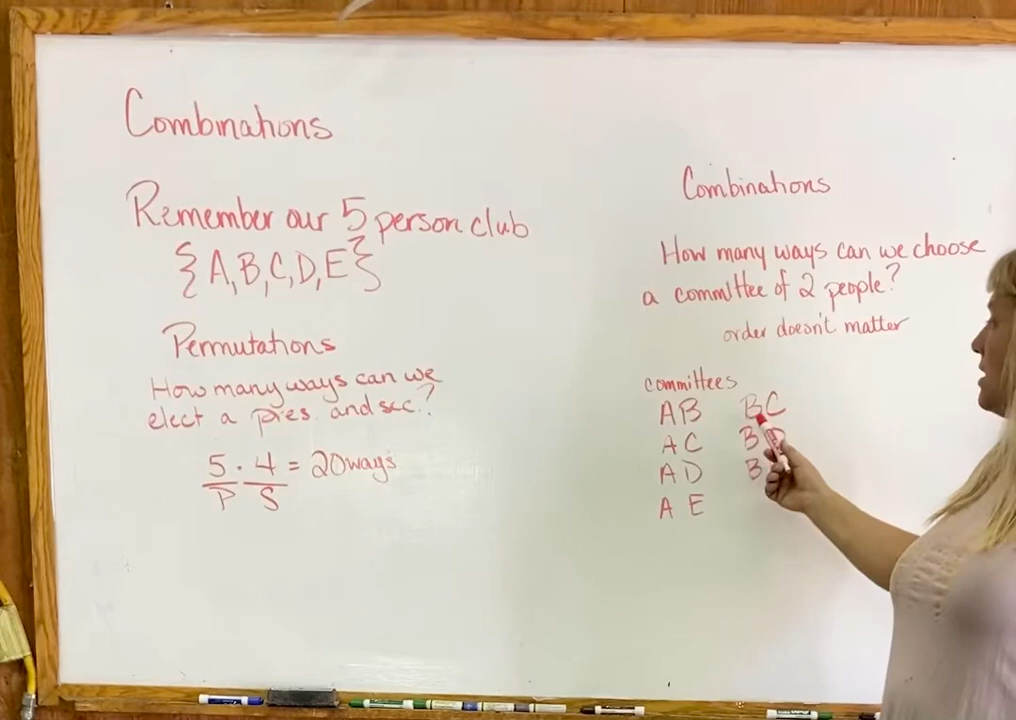 Combinations
Remember our 5 person club
{A,B,C,D,E}
Permutations
How many ways can we
elect a pres. and sec.?
5 · 4 = 20 ways
P S
Combinations
How many ways can we choose
a committee of 2 people?
order doesn't matter
committees
AB BC
AC B D
AD B
A E